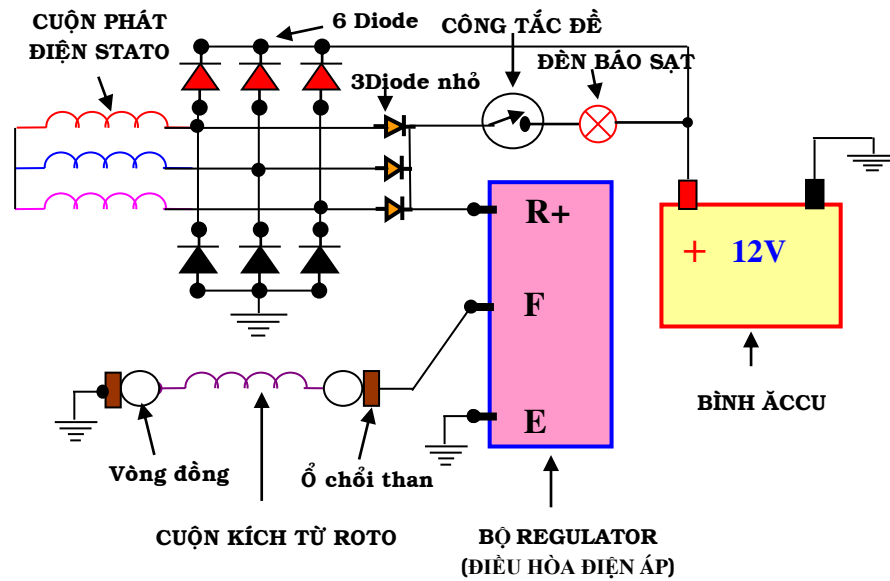 CUỘN PHÁT
ĐIỆN STATO
6 Diode
CÔNG TẮC ĐỀ
3Diode nhỏ
ĐÈN BÁO SẠT
R+
F
E
+ 12V
BÌNH ĂCCU
Vòng đồng
Ổ chổi than
CUỘN KÍCH TỪ ROTO
BỘ REGULATOR
(ĐIỀU HÒA ĐIỆN ÁP)